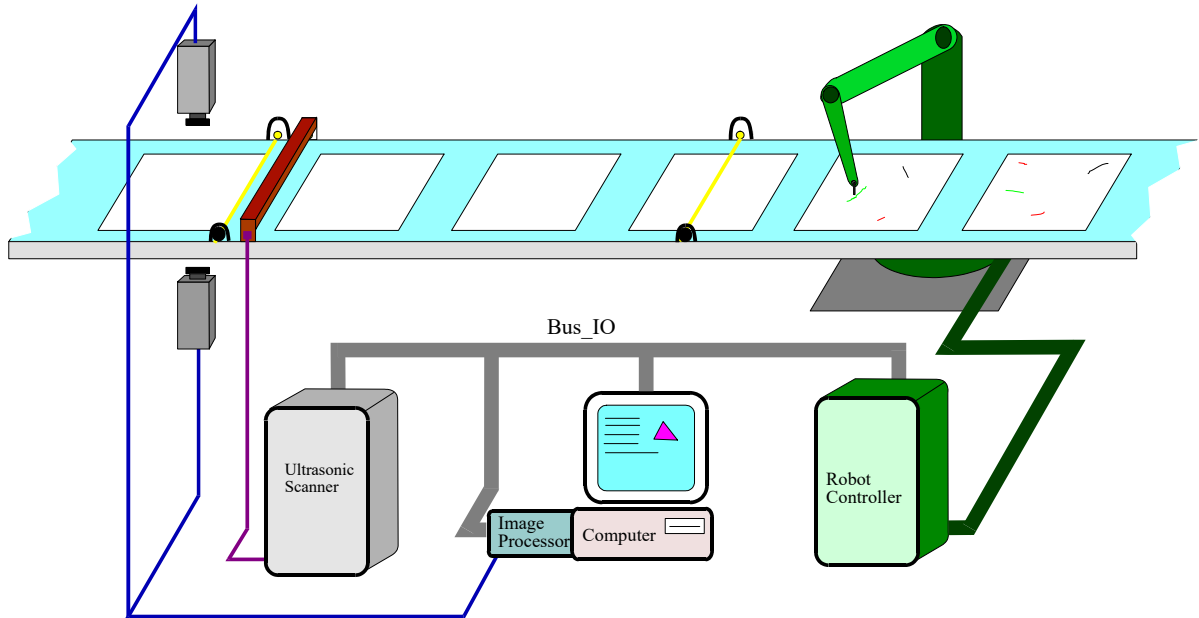 Bus_IO
Ultrasonic
Scanner
Image
Processor
Computer
Robot
Controller